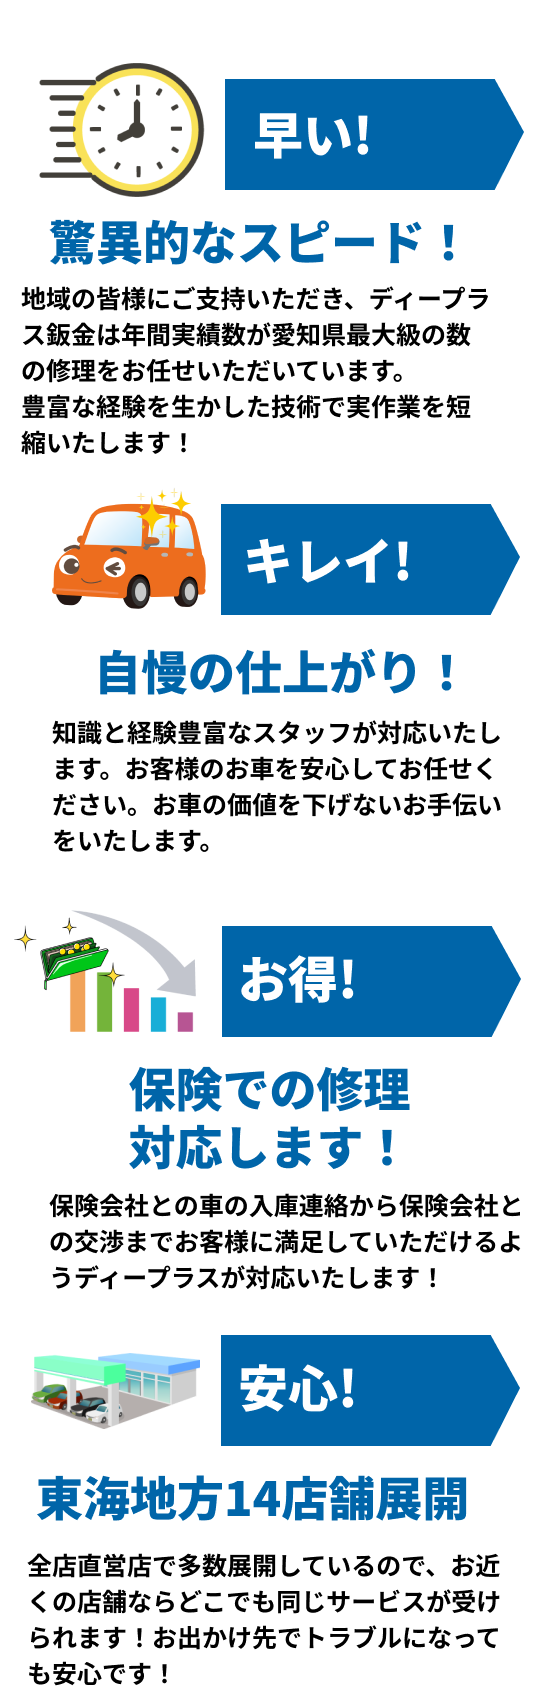 早い!
驚異的なスピード！
地域の皆様にご支持いただき、ディープラ
ス鈑金は年間実績数が愛知県最大級の数
の修理をお任せいただいています。
豊富な経験を生かした技術で実作業を短
縮いたします！
キレイ!
自慢の仕上がり！
知識と経験豊富なスタッフが対応いたし
ます。お客様のお車を安心してお任せく
ださい。お車の価値を下げないお手伝い
をいたします。
お得!
保険での修理
対応します！
保険会社との車の入庫連絡から保険会社と
の交渉までお客様に満足していただけるよ
うディープラスが対応いたします！
安心!
東海地方14店舗展開
全店直営店で多数展開しているので、お近
くの店舗ならどこでも同じサービスが受け
られます！お出かけ先でトラブルになって
も安心です！